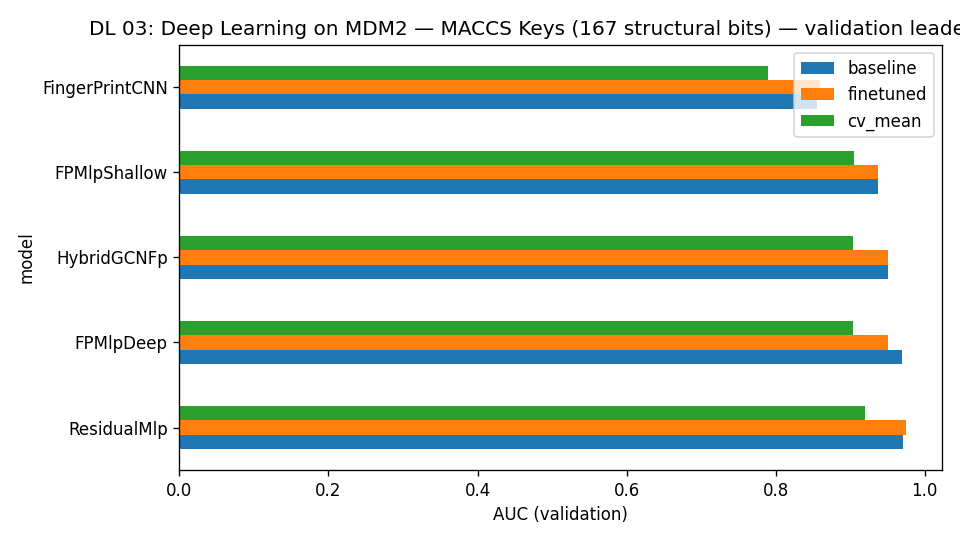 DL 03: Deep Learning on MDM2 — MACCS Keys (167 structural bits) — validation leade
FingerPrintCNN
FPMlpShallow
HybridGCNFp
FPMlpDeep
ResidualMlp
model
baseline
finetuned
cv_mean
0.0 0.2 0.4 0.6 0.8 1.0
AUC (validation)